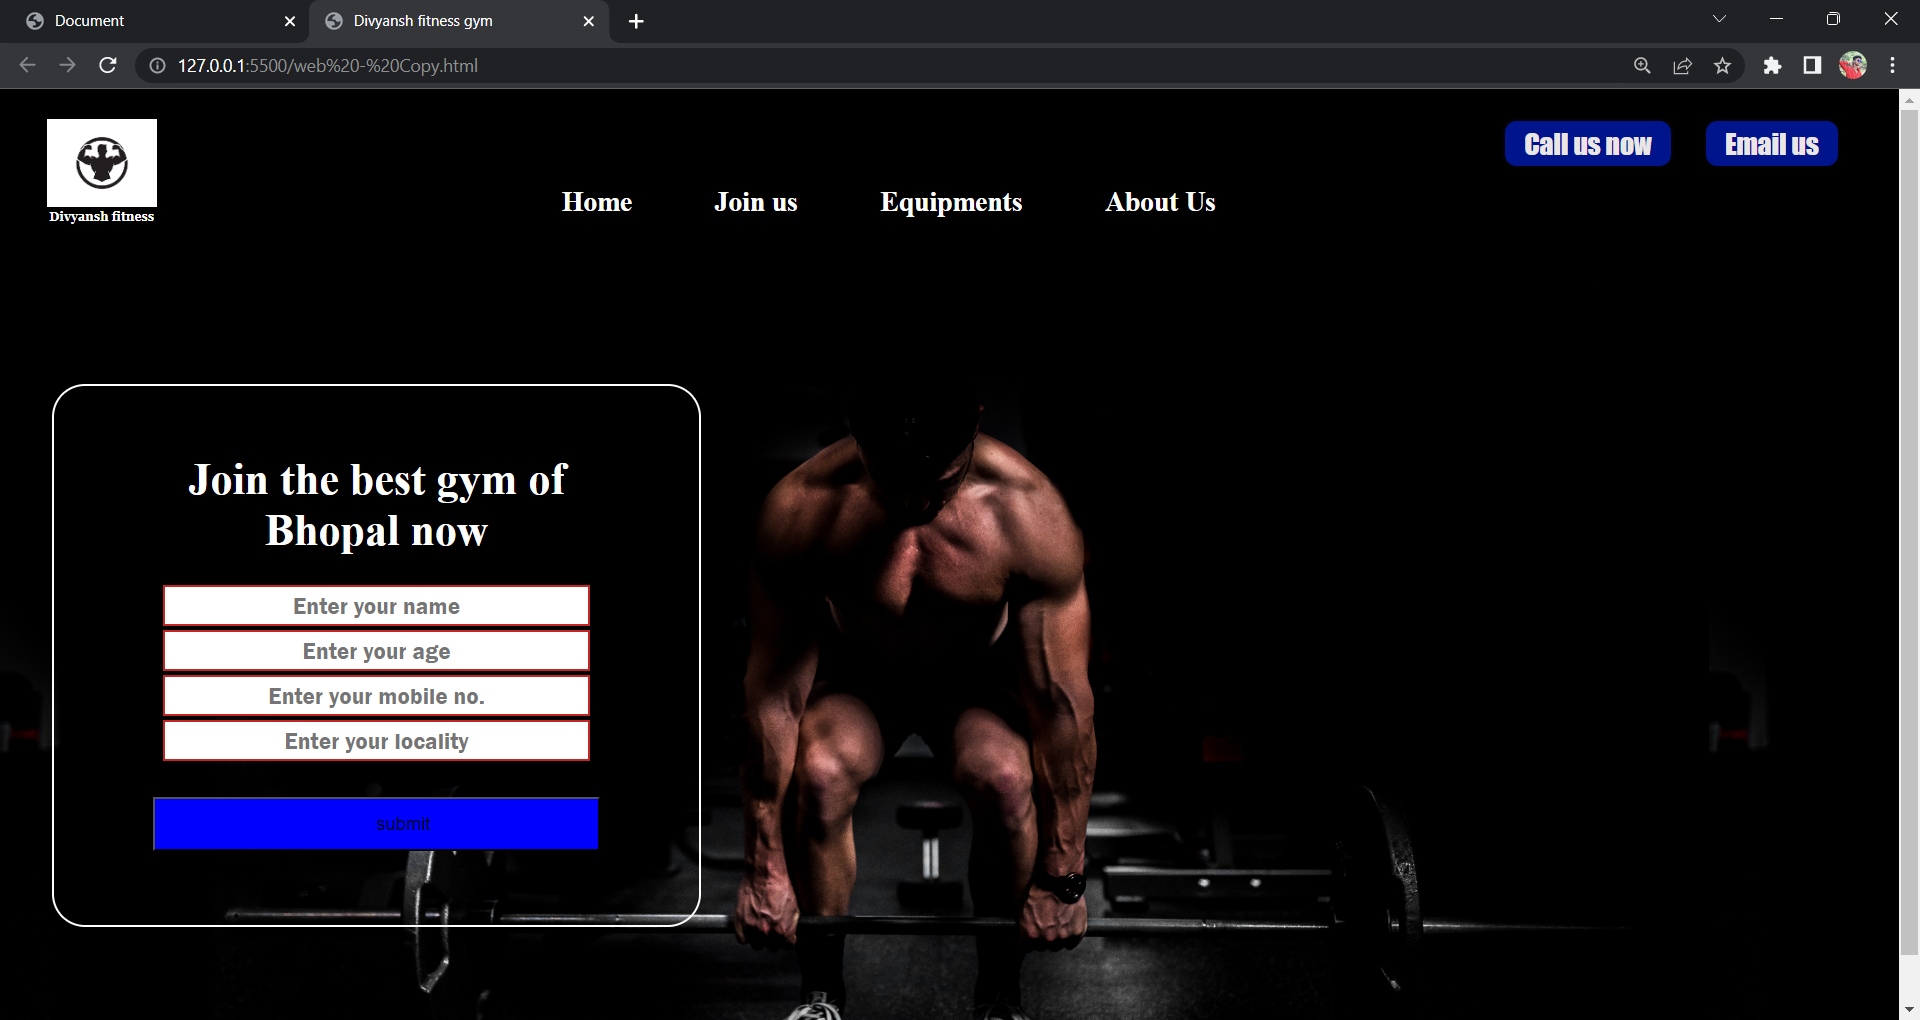 Document
Divyansh fitness gym
127.0.0.1:5500/web%20-%20Copy.html
Call us now
Email us
Divyansh fitness
Home
Join us
Equipments
About Us
Join the best gym of
Bhopal now
Enter your name
Enter your age
Enter your mobile no.
Enter your locality
submit